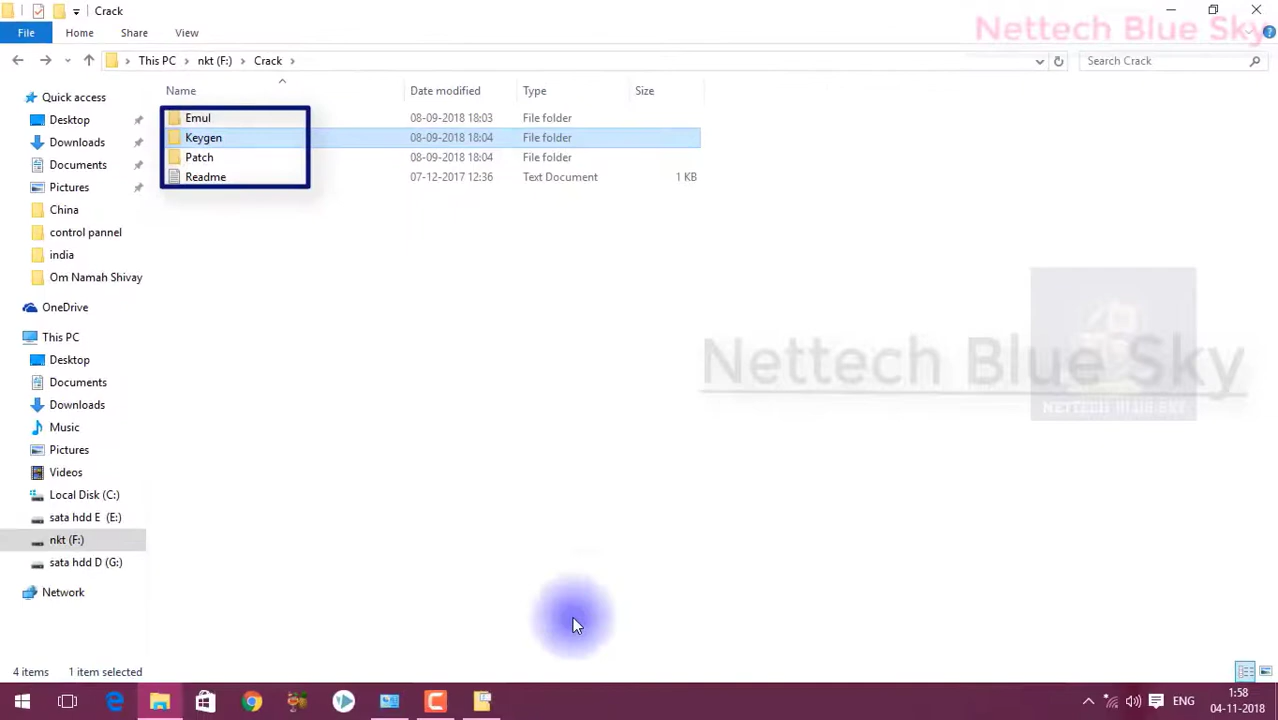 Crack
Nettech Blue Sky
File Home Share View
This PC nkt (F:) Crack
Search Crack
Name Date modified Type Size
Quick access
Desktop
Downloads
Documents
Pictures
China
control pannel
india
Om Namah Shivay
OneDrive
This PC
Desktop
Documents
Downloads
Music
Pictures
Videos
Local Disk (C:)
sata hdd E (E:)
nkt (F:)
sata hdd D (G:)
Network
Emul 08-09-2018 18:03 File folder
Keygen 08-09-2018 18:04 File folder
Patch 08-09-2018 18:04 File folder
Readme 07-12-2017 12:36 Text Document 1 KB
Nettech Blue Sky
NETTECH BLUE SKY
4 items 1 item selected
ENG
1:58
04-11-2018